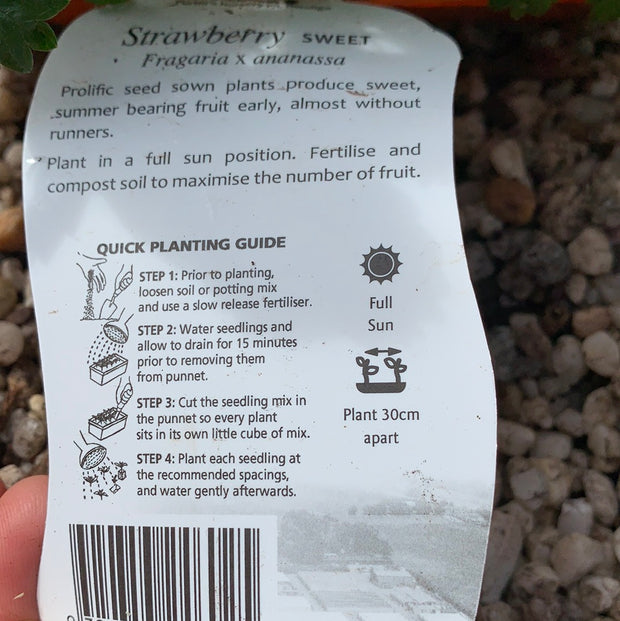 Strawberry SWEET
Fragaria x ananassa
Prolific seed sown plants produce sweet,
summer bearing fruit early, almost without
runners.
Plant in a full sun position. Fertilise and
compost soil to maximise the number of fruit.
QUICK PLANTING GUIDE
STEP 1: Prior to planting,
loosen soil or potting mix
and use a slow release fertiliser.
STEP 2: Water seedlings and
allow to drain for 15 minutes
prior to removing them
from punnet.
STEP 3: Cut the seedling mix in
the punnet so every plant
sits in its own little cube of mix.
STEP 4: Plant each seedling at
the recommended spacings,
and water gently afterwards.
Full
Sun
Plant 30cm
apart